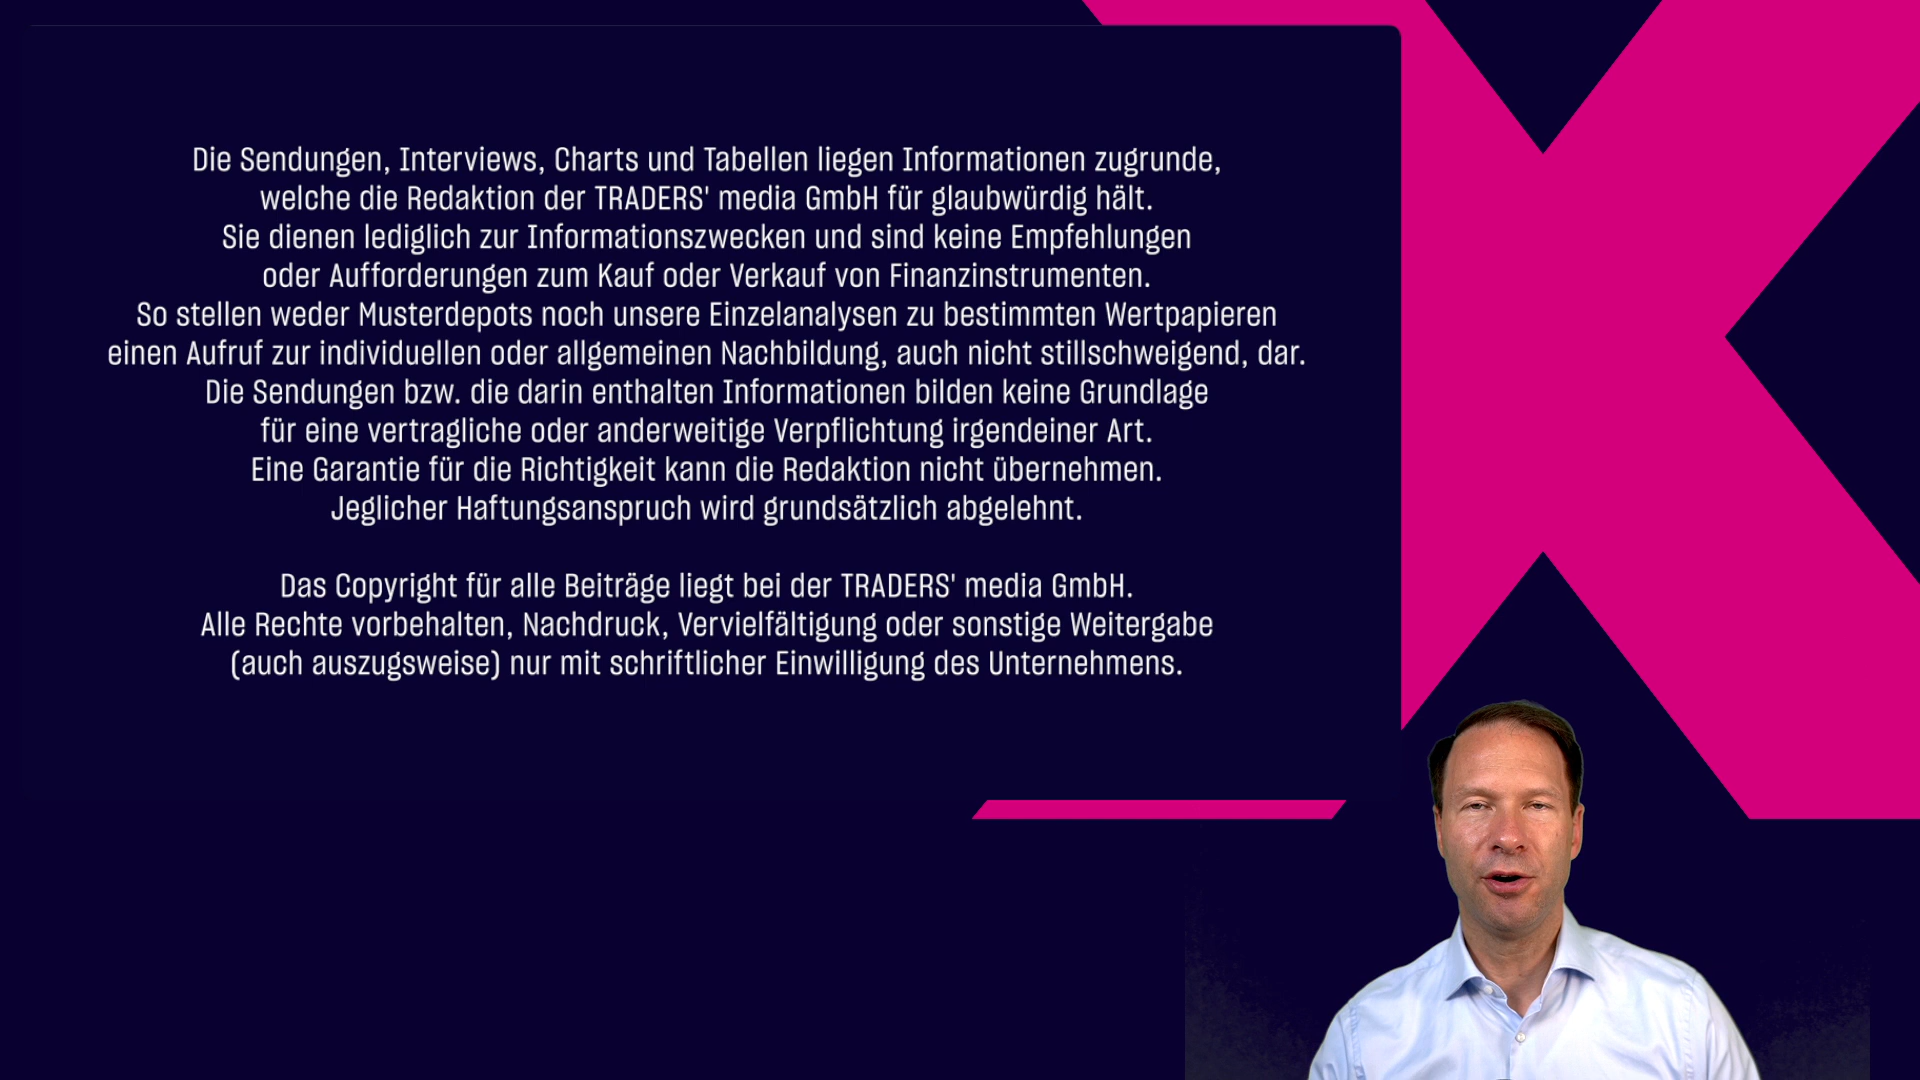 Die Sendungen, Interviews, Charts und Tabellen liegen Informationen zugrunde,
welche die Redaktion der TRADERS' media GmbH für glaubwürdig hält.
Sie dienen lediglich zur Informationszwecken und sind keine Empfehlungen
oder Aufforderungen zum Kauf oder Verkauf von Finanzinstrumenten.
So stellen weder Musterdepots noch unsere Einzelanalysen zu bestimmten Wertpapieren
einen Aufruf zur individuellen oder allgemeinen Nachbildung, auch nicht stillschweigend, dar.
Die Sendungen bzw. die darin enthalten Informationen bilden keine Grundlage
für eine vertragliche oder anderweitige Verpflichtung irgendeiner Art.
Eine Garantie für die Richtigkeit kann die Redaktion nicht übernehmen.
Jeglicher Haftungsanspruch wird grundsätzlich abgelehnt.
Das Copyright für alle Beiträge liegt bei der TRADERS' media GmbH.
Alle Rechte vorbehalten, Nachdruck, Vervielfältigung oder sonstige Weitergabe
(auch auszugsweise) nur mit schriftlicher Einwilligung des Unternehmens.